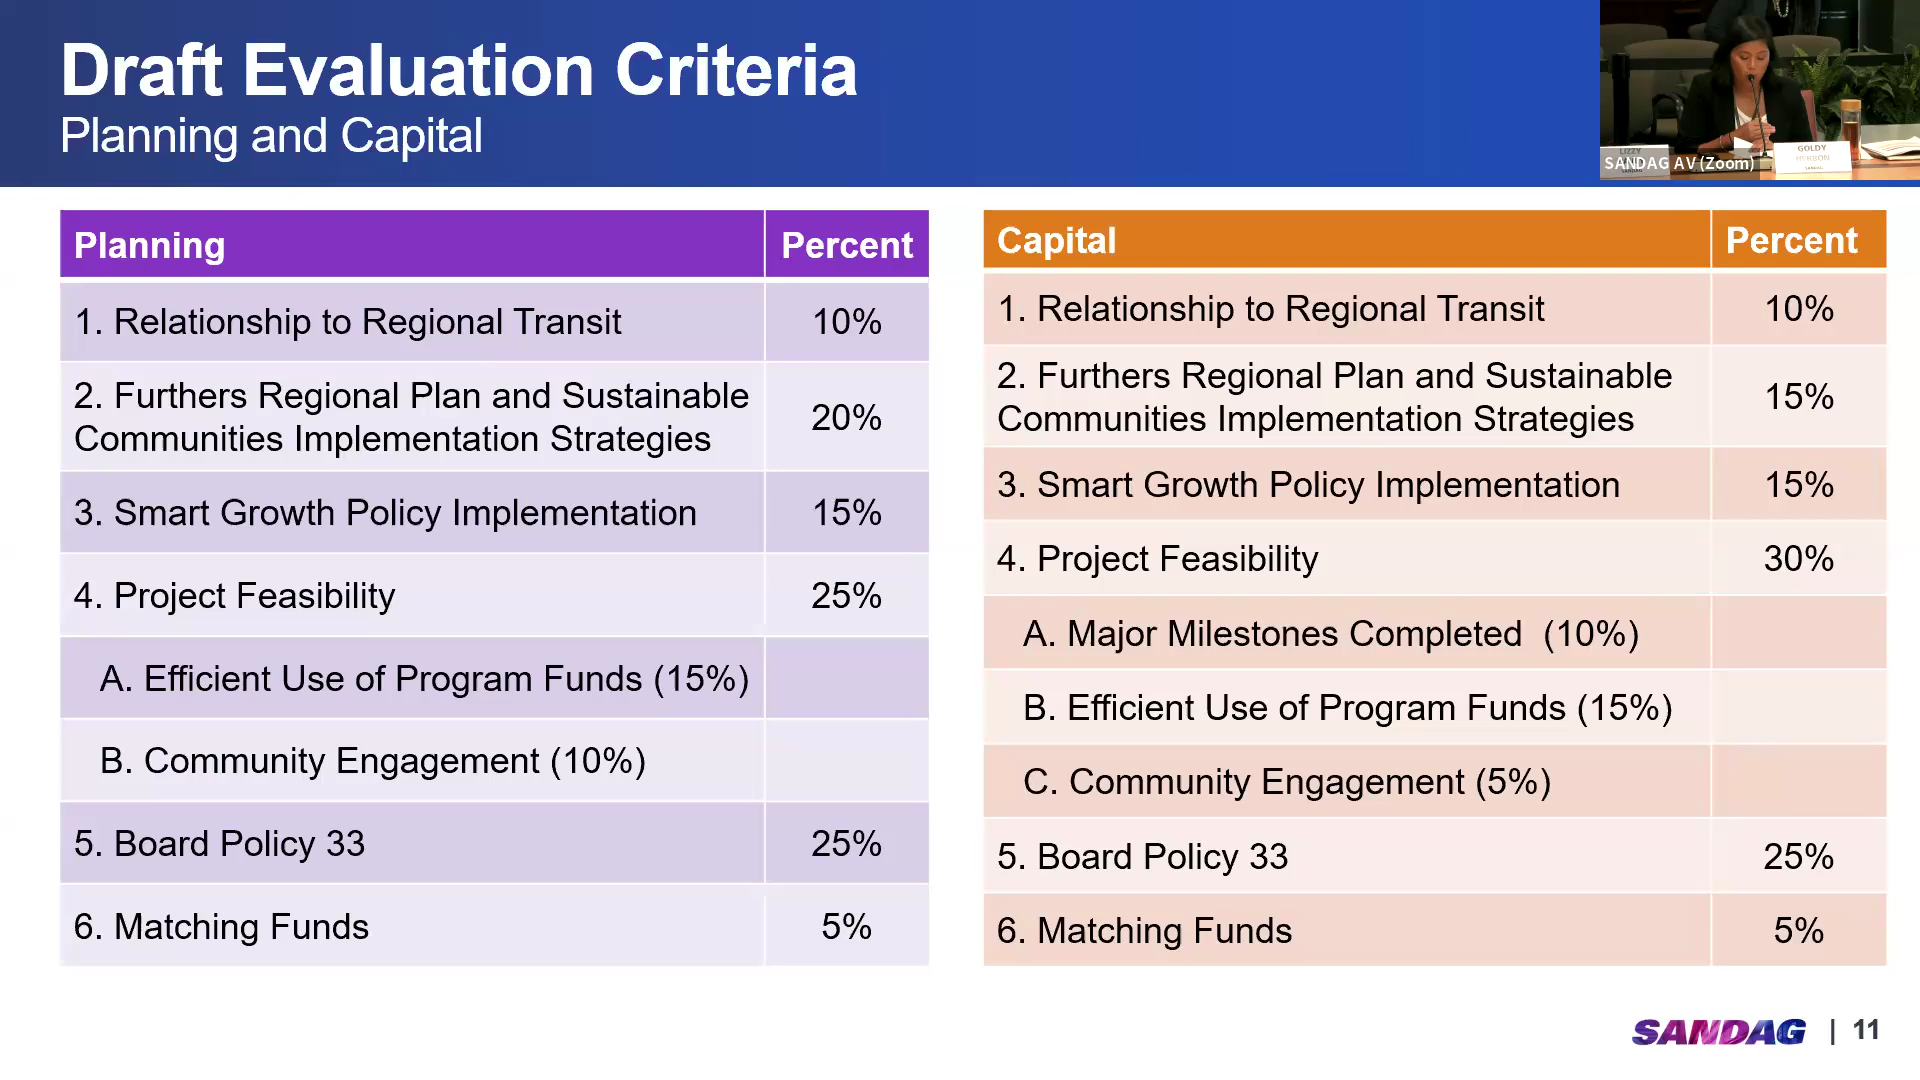 Draft Evaluation Criteria
Planning and Capital
SANDAG AV (Zoom)
GOLDY
HERBON
Planning Percent
1. Relationship to Regional Transit 10%
2. Furthers Regional Plan and Sustainable
Communities Implementation Strategies 20%
3. Smart Growth Policy Implementation 15%
4. Project Feasibility 25%
A. Efficient Use of Program Funds (15%)
B. Community Engagement (10%)
5. Board Policy 33 25%
6. Matching Funds 5%
Capital Percent
1. Relationship to Regional Transit 10%
2. Furthers Regional Plan and Sustainable
Communities Implementation Strategies 15%
3. Smart Growth Policy Implementation 15%
4. Project Feasibility 30%
A. Major Milestones Completed (10%)
B. Efficient Use of Program Funds (15%)
C. Community Engagement (5%)
5. Board Policy 33 25%
6. Matching Funds 5%
SANDAG | 11